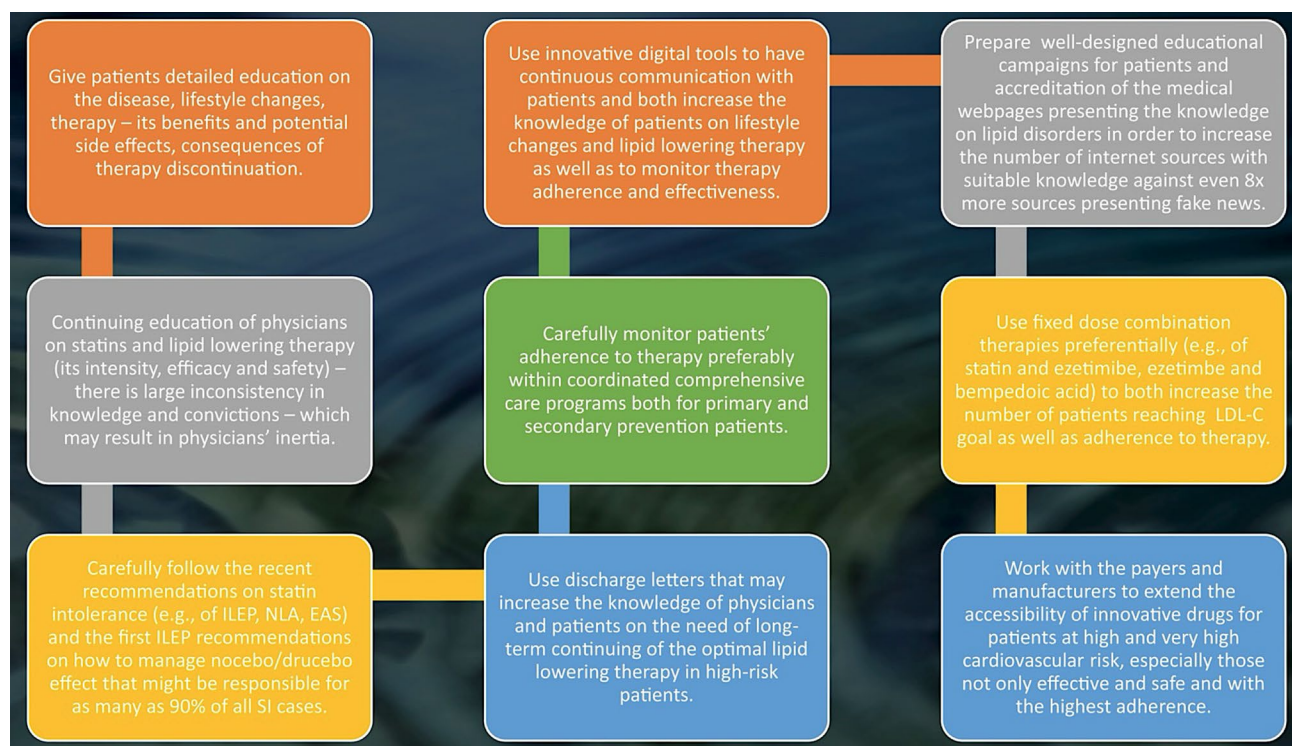 Give patients detailed education on
the disease, lifestyle changes,
therapy – its benefits and potential
side effects, consequences of
therapy discontinuation.
Continuing education of physicians
on statins and lipid lowering therapy
(its intensity, efficacy and safety) –
there is large inconsistency in
knowledge and convictions – which
may result in physicians’ inertia.
Carefully follow the recent
recommendations on statin
intolerance (e.g., of ILEP, NLA, EAS)
and the first ILEP recommendations
on how to manage nocebo/drucebo
effect that might be responsible for
as many as 90% of all SI cases.
Use discharge letters that may
increase the knowledge of physicians
and patients on the need of long-
term continuing of the optimal lipid
lowering therapy in high-risk
patients.
Carefully monitor patients’
adherence to therapy preferably
within coordinated comprehensive
care programs both for primary and
secondary prevention patients.
Use innovative digital tools to have
continuous communication with
patients and both increase the
knowledge of patients on lifestyle
changes and lipid lowering therapy
as well as to monitor therapy
adherence and effectiveness.
Prepare well-designed educational
campaigns for patients and
accreditation of the medical
webpages presenting the knowledge
on lipid disorders in order to increase
the number of internet sources with
suitable knowledge against even 8x
more sources presenting fake news.
Use fixed dose combination
therapies preferentially (e.g., of
statin and ezetimibe, ezetimbe and
bempedoic acid) to both increase the
number of patients reaching LDL-C
goal as well as adherence to therapy.
Work with the payers and
manufacturers to extend the
accessibility of innovative drugs for
patients at high and very high
cardiovascular risk, especially those
not only effective and safe and with
the highest adherence.